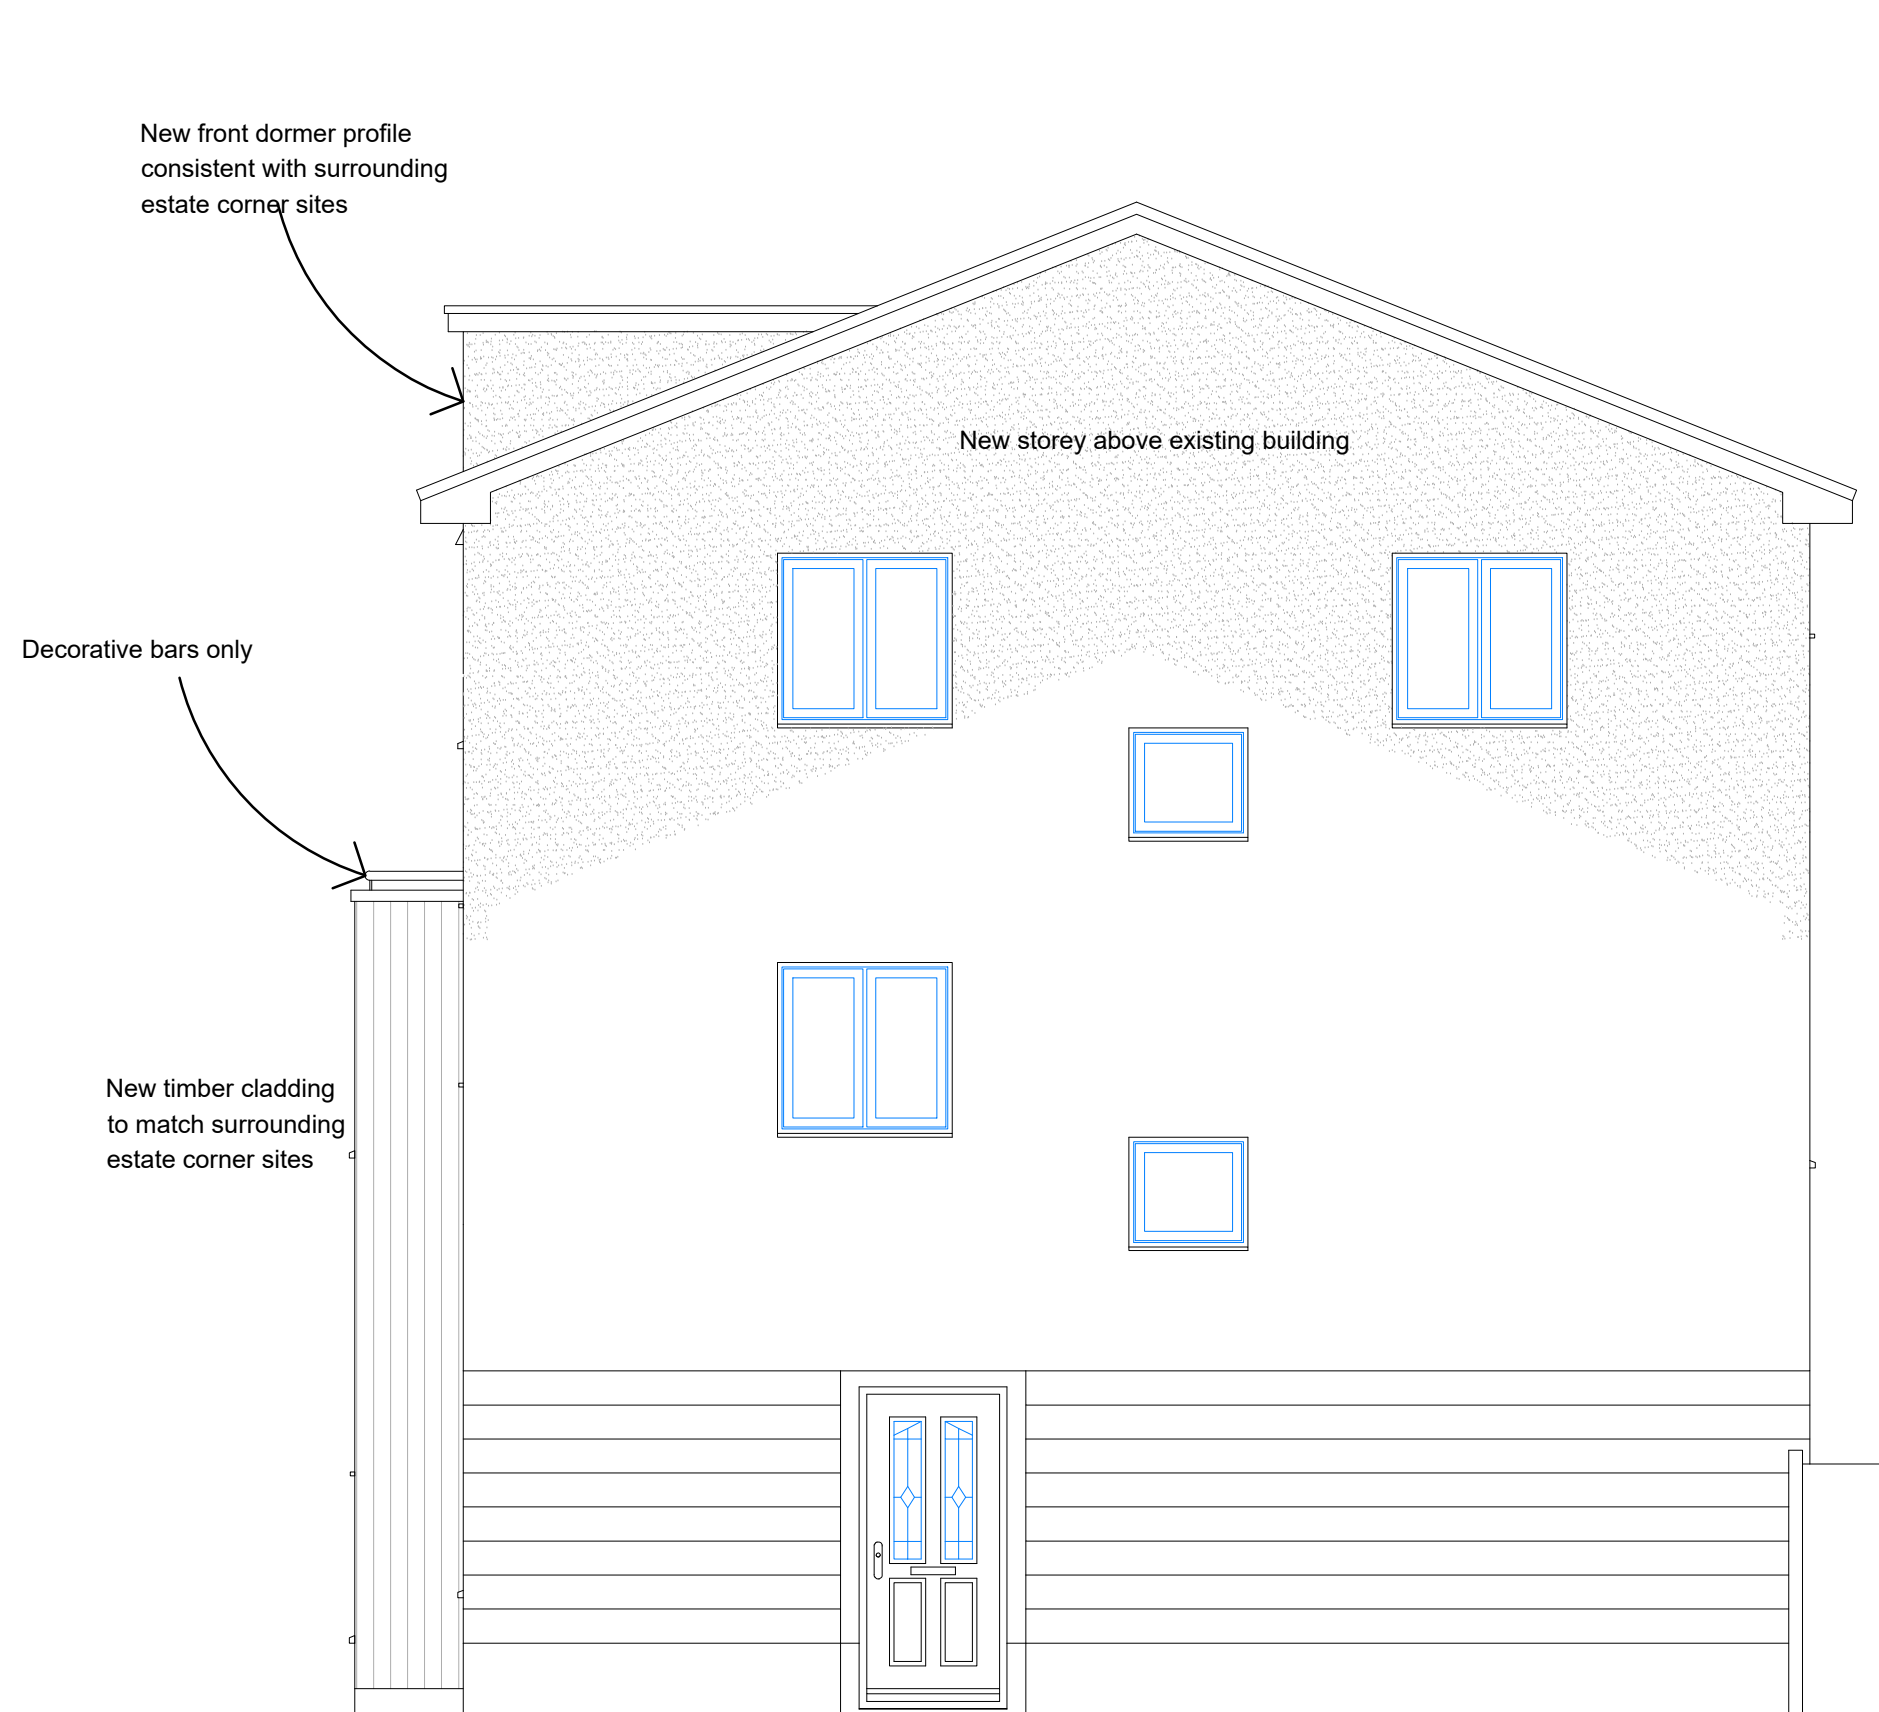 New front dormer profile
consistent with surrounding
estate corner sites
New storey above existing building
Decorative bars only
New timber cladding
to match surrounding
estate corner sites